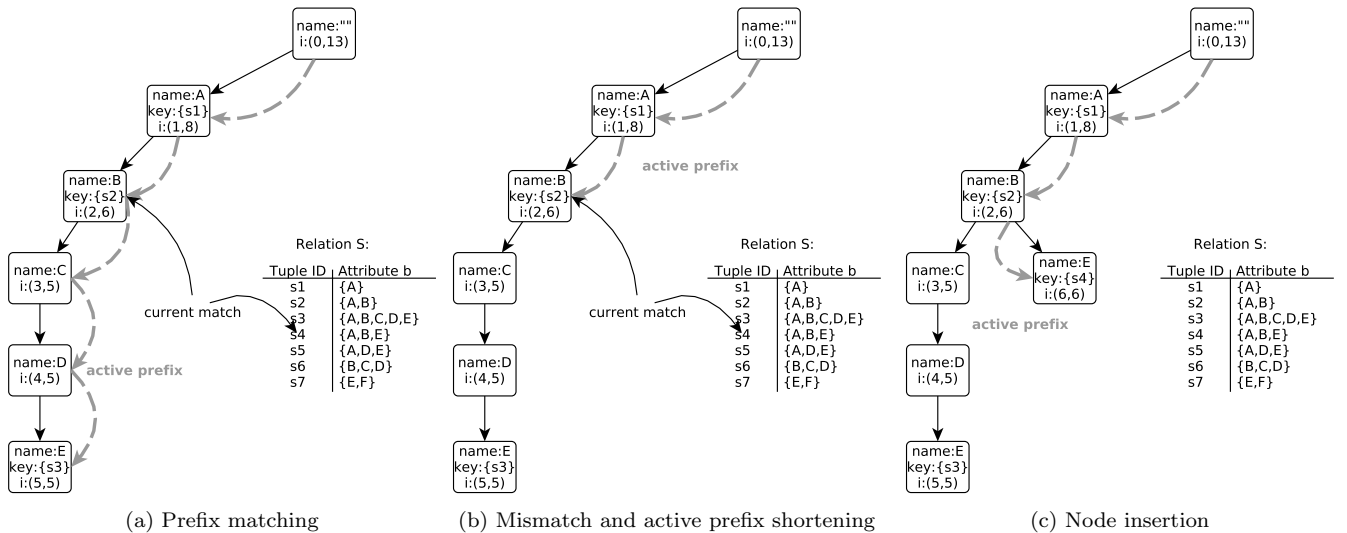 name:""
i:(0,13)
name:A
key:{s1}
i:(1,8)
name:B
key:{s2}
i:(2,6)
name:C
i:(3,5)
name:D
i:(4,5)
name:E
key:{s3}
i:(5,5)
active prefix
current match
Relation S:
Tuple ID Attribute b
s1 {A}
s2 {A,B}
s3 {A,B,C,D,E}
s4 {A,B,E}
s5 {A,D,E}
s6 {B,C,D}
s7 {E,F}
(a) Prefix matching
name:""
i:(0,13)
name:A
key:{s1}
i:(1,8)
active prefix
name:B
key:{s2}
i:(2,6)
name:C
i:(3,5)
name:D
i:(4,5)
name:E
key:{s3}
i:(5,5)
current match
Relation S:
Tuple ID Attribute b
s1 {A}
s2 {A,B}
s3 {A,B,C,D,E}
s4 {A,B,E}
s5 {A,D,E}
s6 {B,C,D}
s7 {E,F}
(b) Mismatch and active prefix shortening
name:""
i:(0,13)
name:A
key:{s1}
i:(1,8)
name:B
key:{s2}
i:(2,6)
name:C
i:(3,5)
name:E
key:{s4}
i:(6,6)
active prefix
name:D
i:(4,5)
name:E
key:{s3}
i:(5,5)
Relation S:
Tuple ID Attribute b
s1 {A}
s2 {A,B}
s3 {A,B,C,D,E}
s4 {A,B,E}
s5 {A,D,E}
s6 {B,C,D}
s7 {E,F}
(c) Node insertion